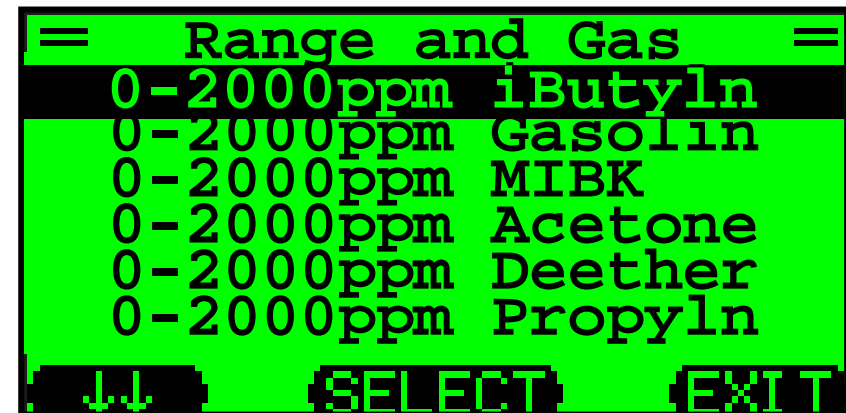 = Range and Gas =
0-2000ppm iButyln
0-2000ppm Gasolin
0-2000ppm MIBK
0-2000ppm Acetone
0-2000ppm Deether
0-2000ppm Propyln
↓↓ SELECT EXIT